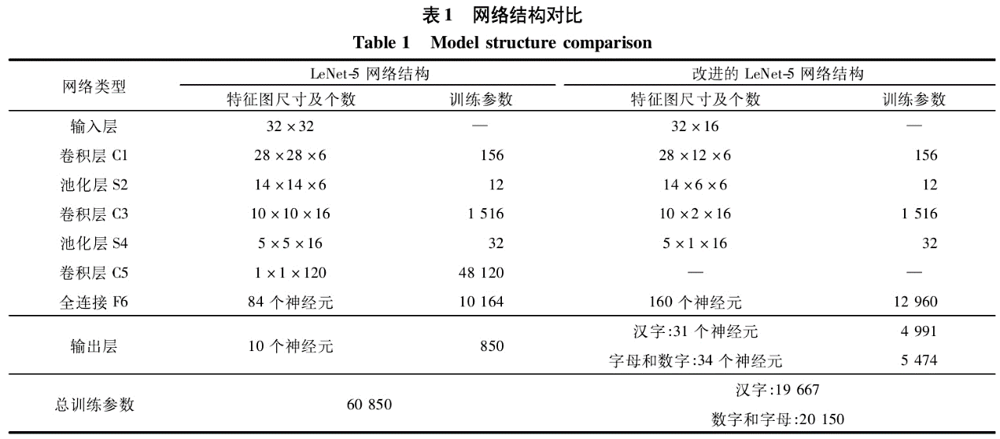 表1 网络结构对比
Table 1 Model structure comparison
网络类型 LeNet-5 网络结构 改进的 LeNet-5 网络结构
特征图尺寸及个数 训练参数 特征图尺寸及个数 训练参数
输入层 32×32 — 32×16 —
卷积层 C1 28×28×6 156 28×12×6 156
池化层 S2 14×14×6 12 14×6×6 12
卷积层 C3 10×10×16 1 516 10×2×16 1 516
池化层 S4 5×5×16 32 5×1×16 32
卷积层 C5 1×1×120 48 120 — —
全连接 F6 84 个神经元 10 164 160 个神经元 12 960
输出层 10 个神经元 850 汉字:31 个神经元 4 991
字母和数字:34 个神经元 5 474
总训练参数 60 850 汉字:19 667
数字和字母:20 150